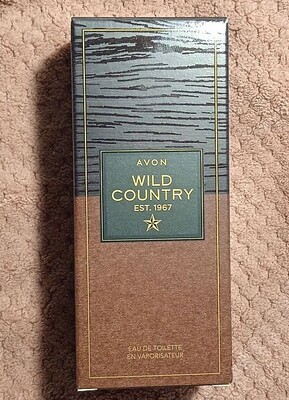 AVON
WILD
COUNTRY
EST. 1967
EAU DE TOILETTE
EN VAPORISATEUR